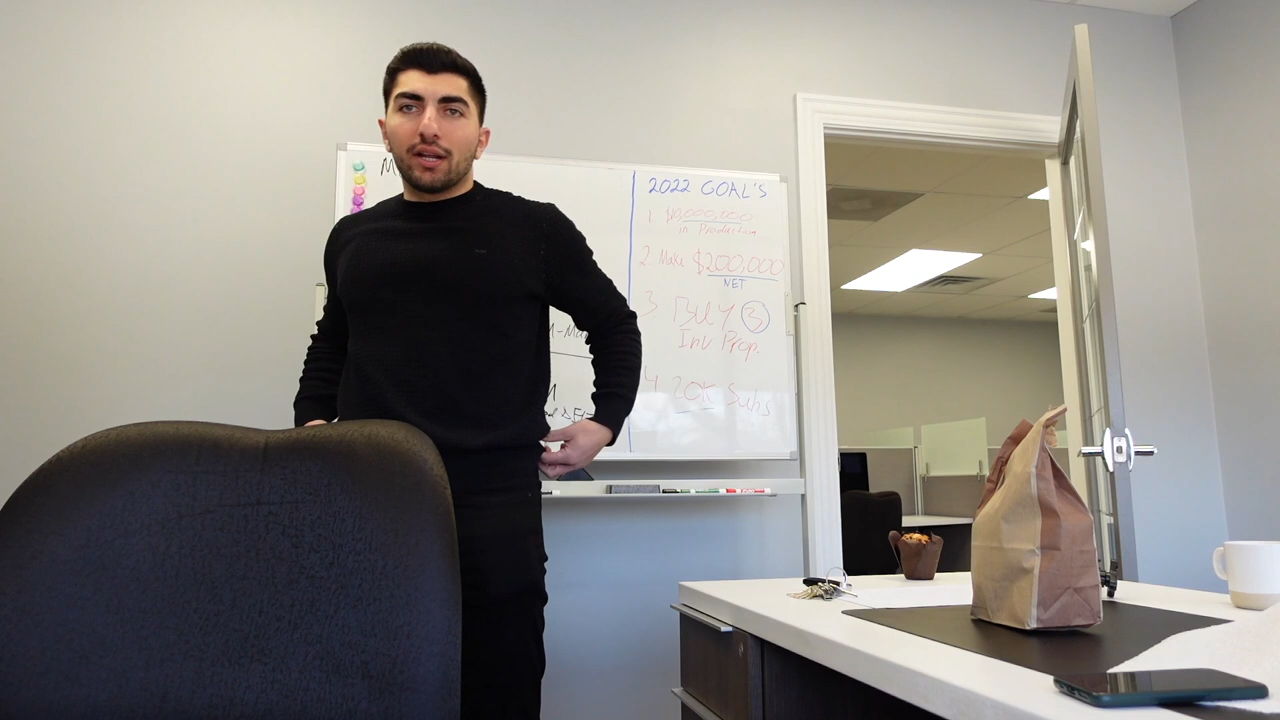 M
2022 GOAL'S
1. $10,000,000
in Production
2. Make $200,000
NET
3 BUY 3
Inv Prop.
4 20K Subs